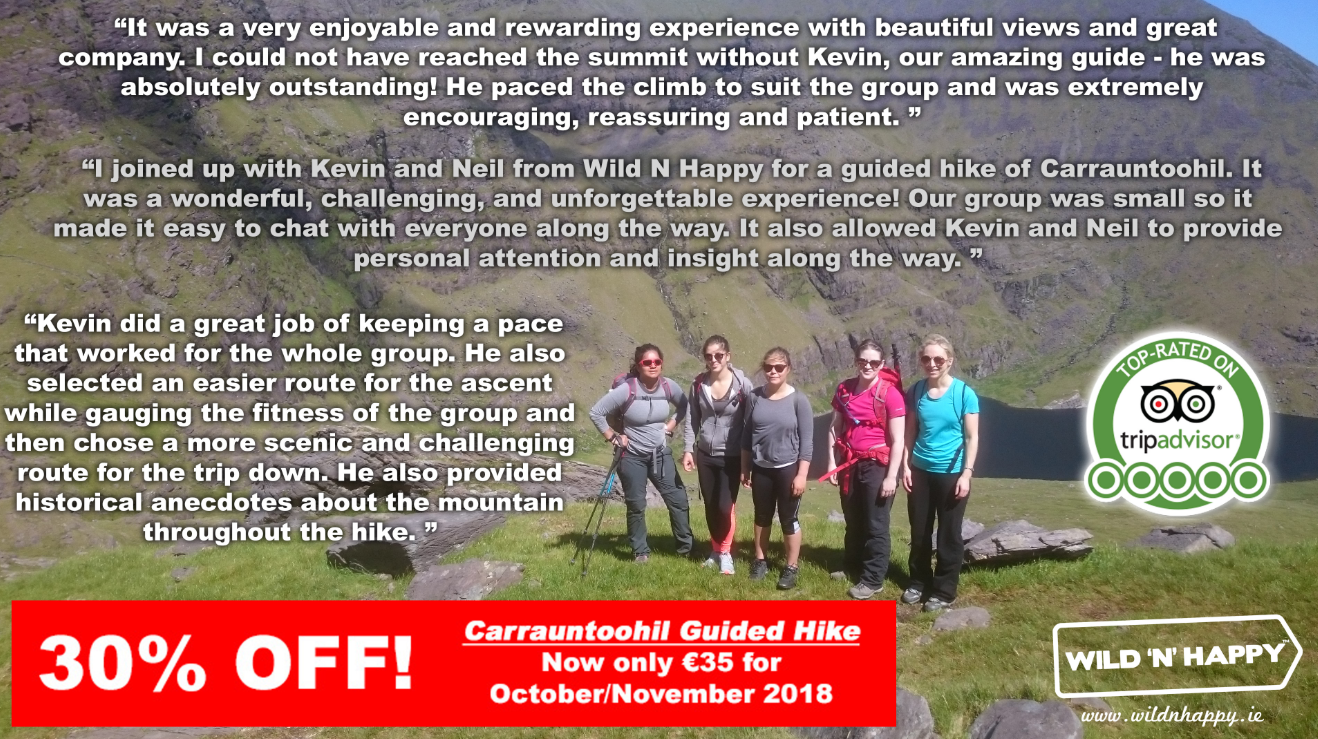 “It was a very enjoyable and rewarding experience with beautiful views and great
company. I could not have reached the summit without Kevin, our amazing guide - he was
absolutely outstanding! He paced the climb to suit the group and was extremely
encouraging, reassuring and patient. ”
“I joined up with Kevin and Neil from Wild N Happy for a guided hike of Carrauntoohil. It
was a wonderful, challenging, and unforgettable experience! Our group was small so it
made it easy to chat with everyone along the way. It also allowed Kevin and Neil to provide
personal attention and insight along the way. ”
“Kevin did a great job of keeping a pace
that worked for the whole group. He also
selected an easier route for the ascent
while gauging the fitness of the group and
then chose a more scenic and challenging
route for the trip down. He also provided
historical anecdotes about the mountain
throughout the hike. ”
TOP-RATED ON
tripadvisor®
30% OFF!
Carrauntoohil Guided Hike
Now only €35 for
October/November 2018
WILD ‘N’ HAPPY™
www.wildnhappy.ie